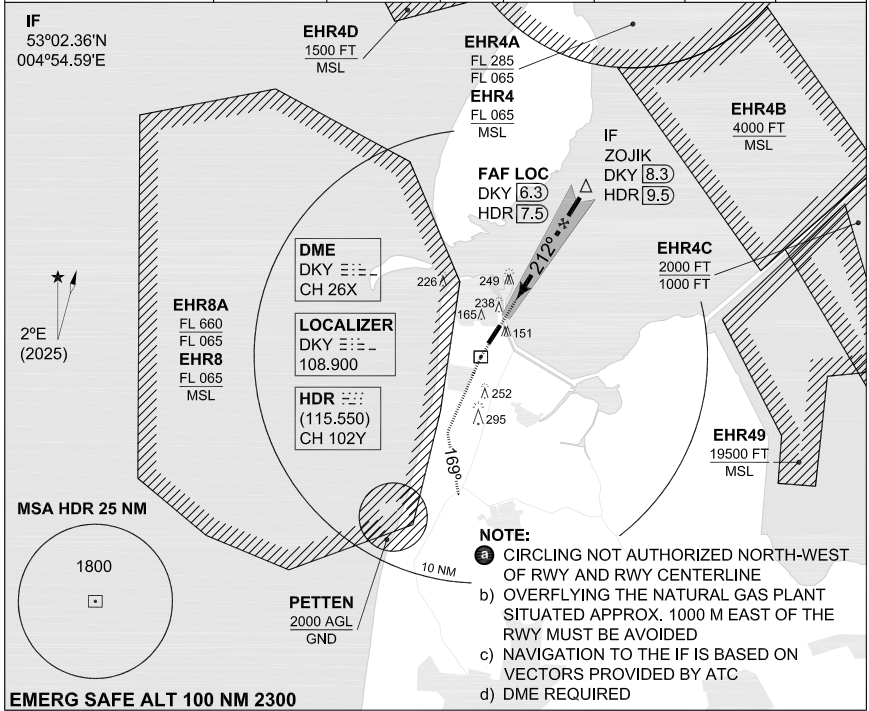 IF
53°02.36'N
004°54.59'E
EHR4D
1500 FT
MSL
EHR4A
FL 285
FL 065
EHR4
FL 065
MSL
EHR4B
4000 FT
MSL
IF
ZOJIK
DKY 8.3
HDR 9.5
FAF LOC
DKY 6.3
HDR 7.5
212°
EHR4C
2000 FT
1000 FT
DME
DKY
CH 26X
226
249
238
165
151
LOCALIZER
DKY
108.900
EHR8A
FL 660
FL 065
EHR8
FL 065
MSL
2°E
(2025)
HDR
(115.550)
CH 102Y
252
295
169°
EHR49
19500 FT
MSL
MSA HDR 25 NM
1800
10 NM
PETTEN
2000 AGL
GND
NOTE:
a CIRCLING NOT AUTHORIZED NORTH-WEST
OF RWY AND RWY CENTERLINE
b) OVERFLYING THE NATURAL GAS PLANT
SITUATED APPROX. 1000 M EAST OF THE
RWY MUST BE AVOIDED
c) NAVIGATION TO THE IF IS BASED ON
VECTORS PROVIDED BY ATC
d) DME REQUIRED
EMERG SAFE ALT 100 NM 2300